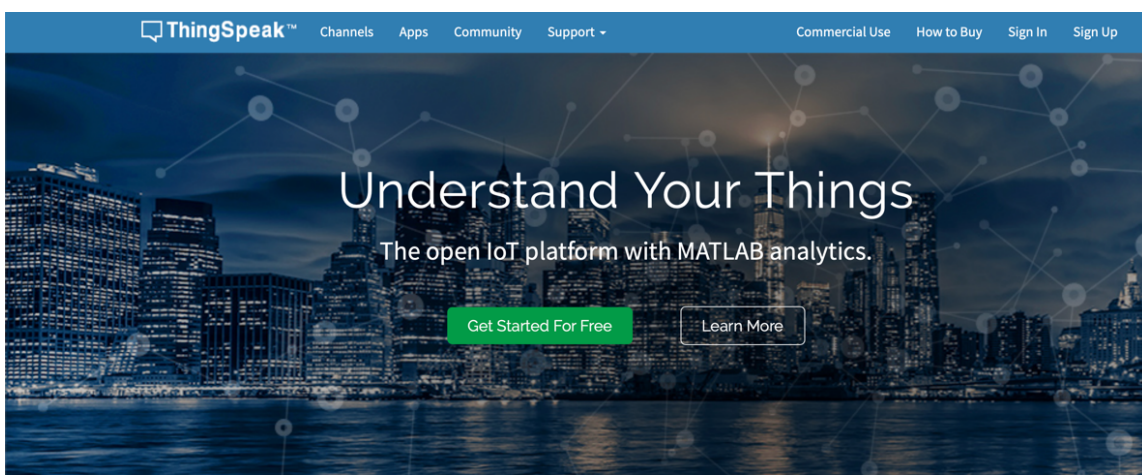 ThingSpeak™ Channels Apps Community Support Commercial Use How to Buy Sign In Sign Up
Understand Your Things
The open IoT platform with MATLAB analytics.
Get Started For Free Learn More